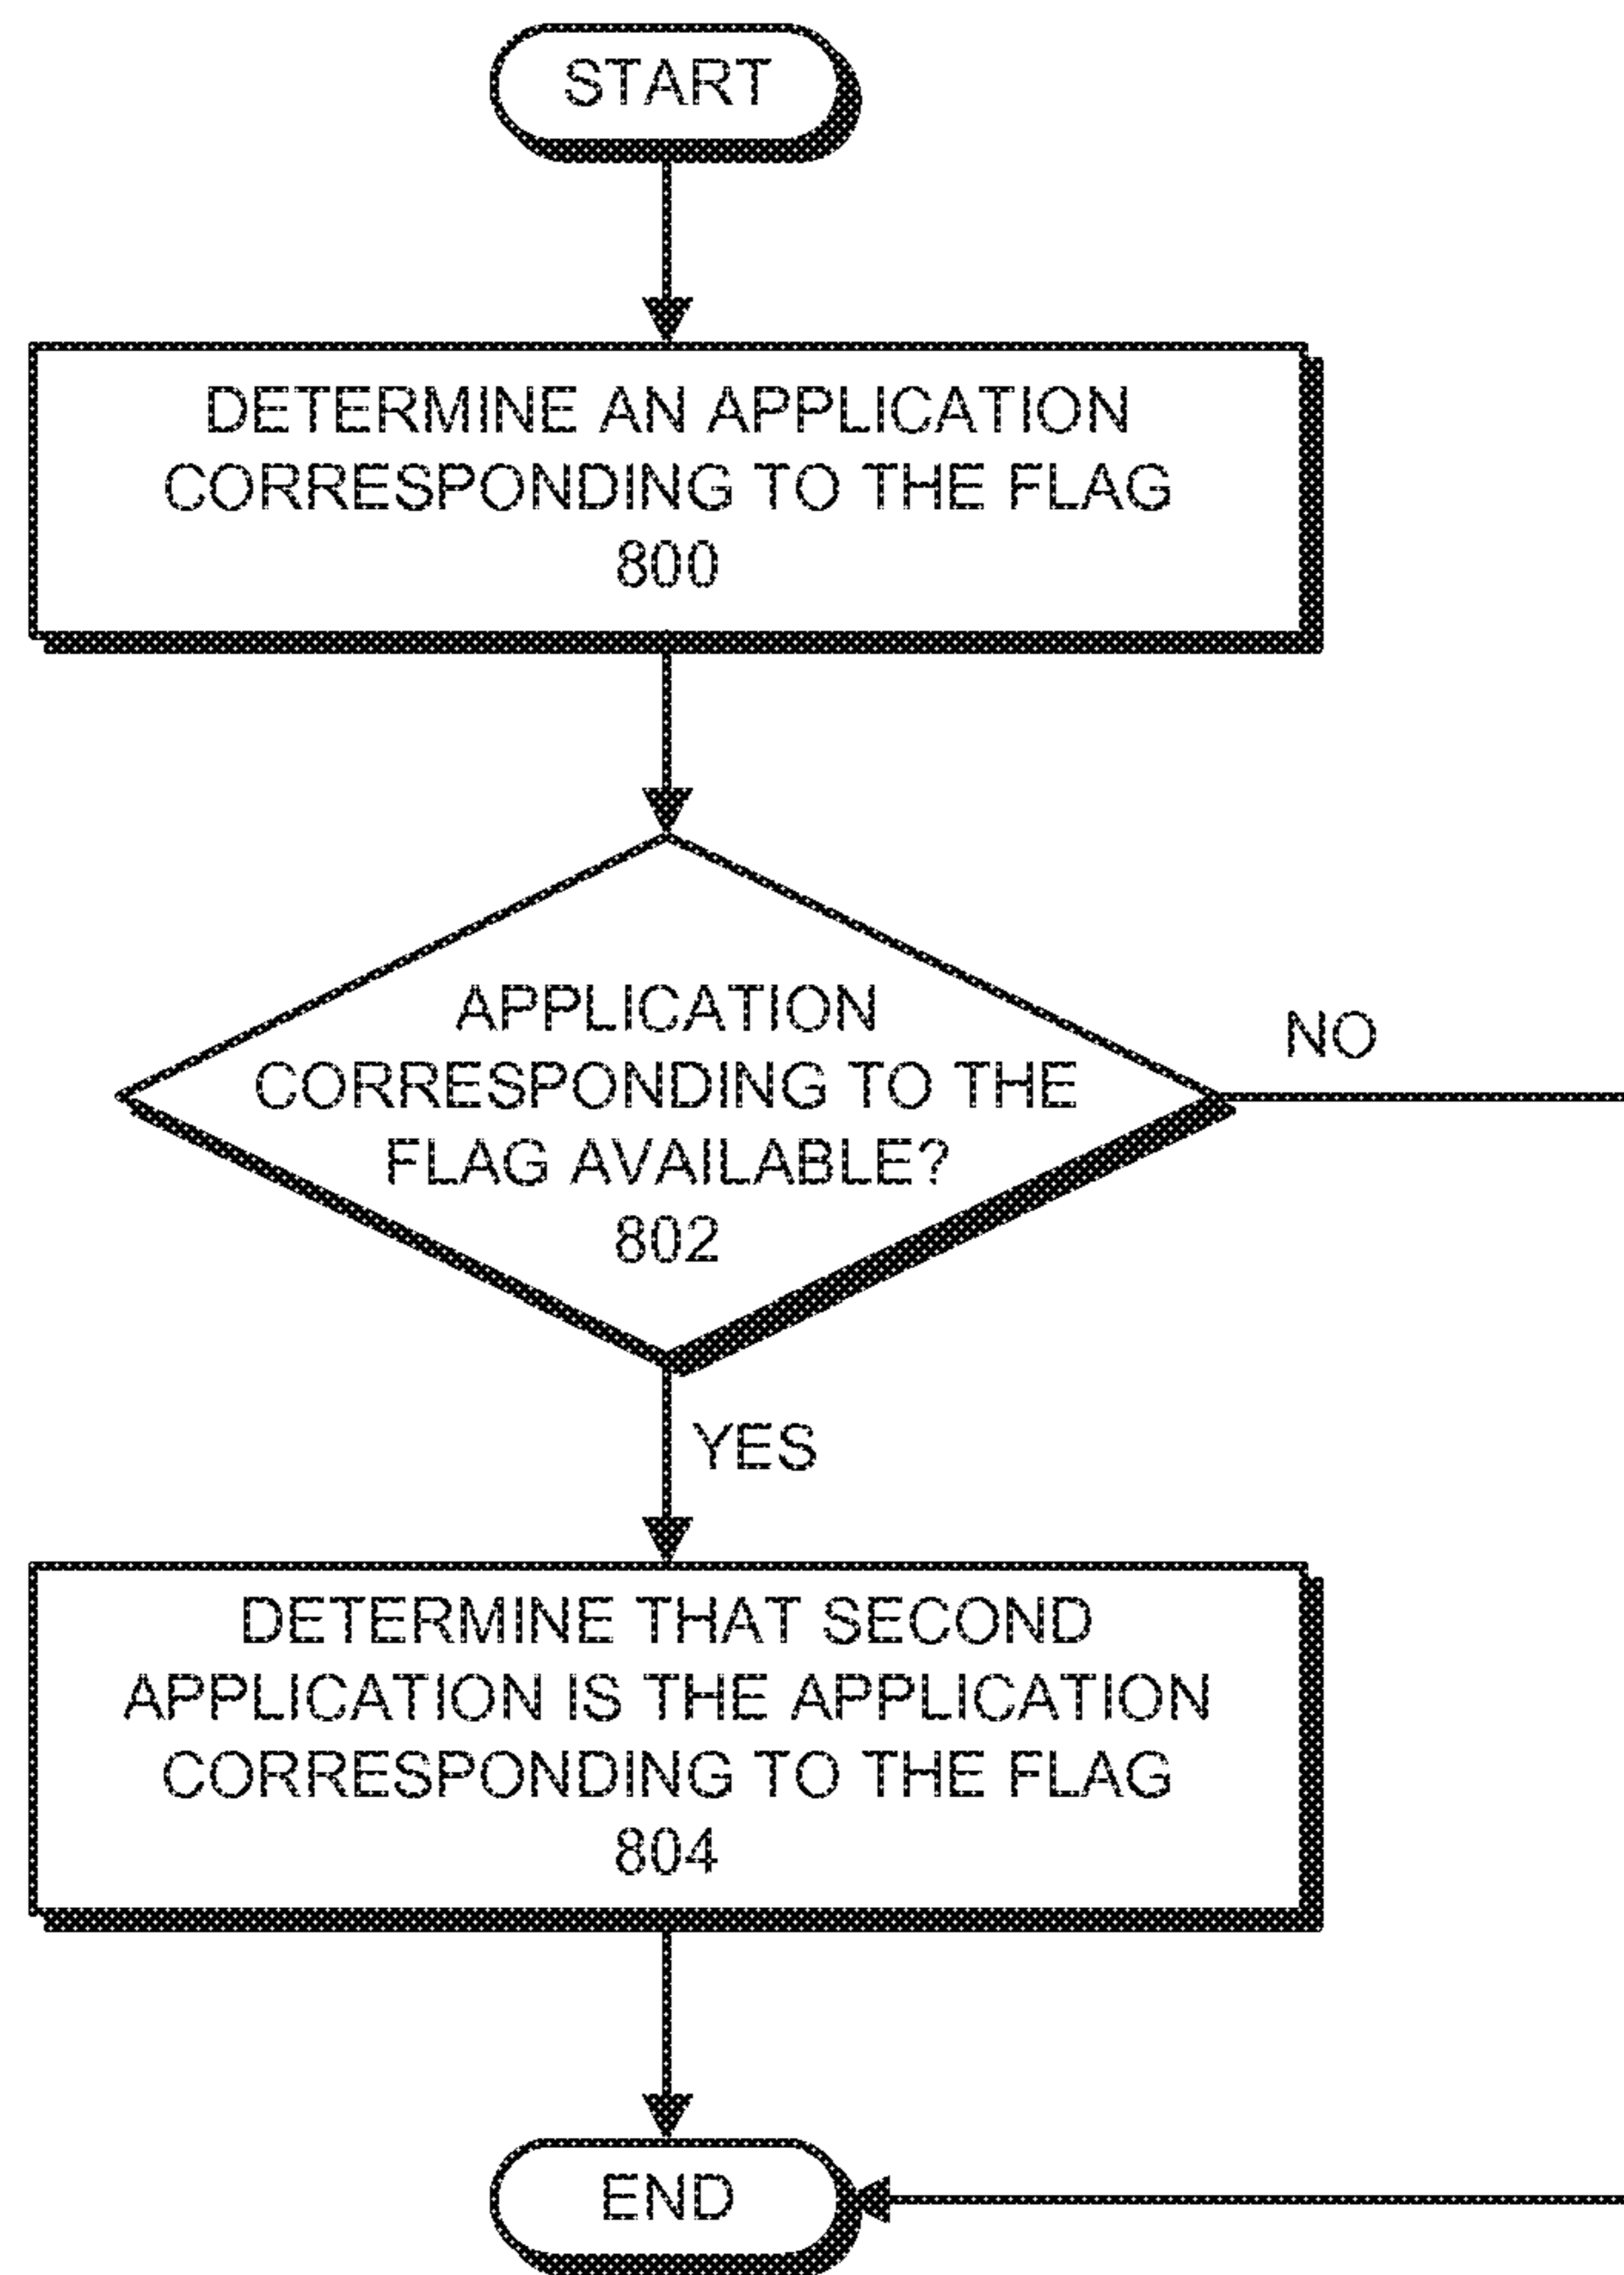 START
DETERMINE AN APPLICATION
CORRESPONDING TO THE FLAG
800
APPLICATION
CORRESPONDING TO THE
FLAG AVAILABLE?
802
NO
YES
DETERMINE THAT SECOND
APPLICATION IS THE APPLICATION
CORRESPONDING TO THE FLAG
804
END